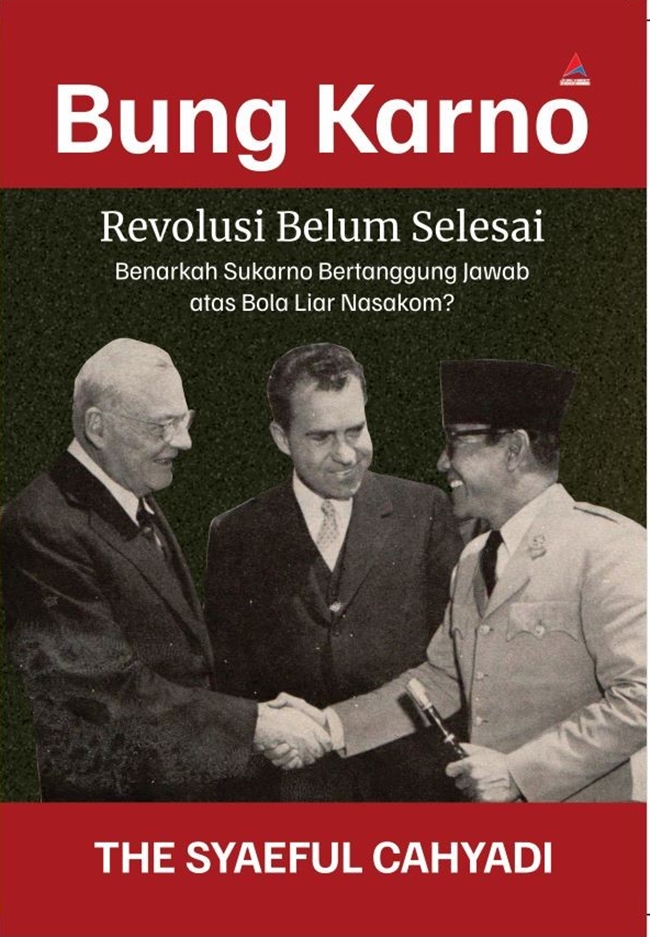 Bung Karno
Revolusi Belum Selesai
Benarkah Sukarno Bertanggung Jawab
atas Bola Liar Nasakom?
THE SYAEFUL CAHYADI